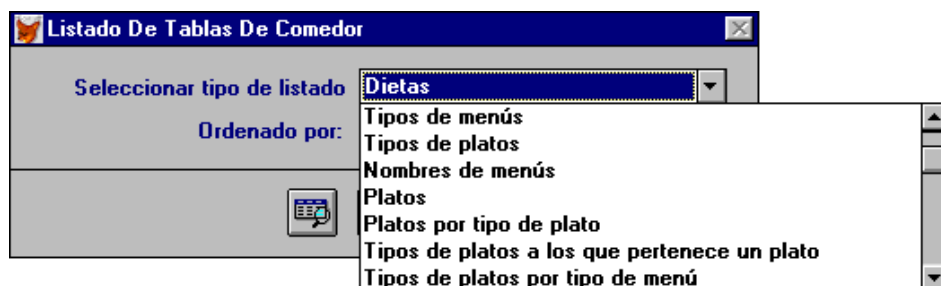 Listado De Tablas De Comedor
Seleccionar tipo de listado Dietas
Ordenado por:
Tipos de menús
Tipos de platos
Nombres de menús
Platos
Platos por tipo de plato
Tipos de platos a los que pertenece un plato
Tipos de platos por tipo de menú